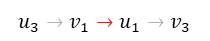 u₃ → v₁ → u₁ → v₃